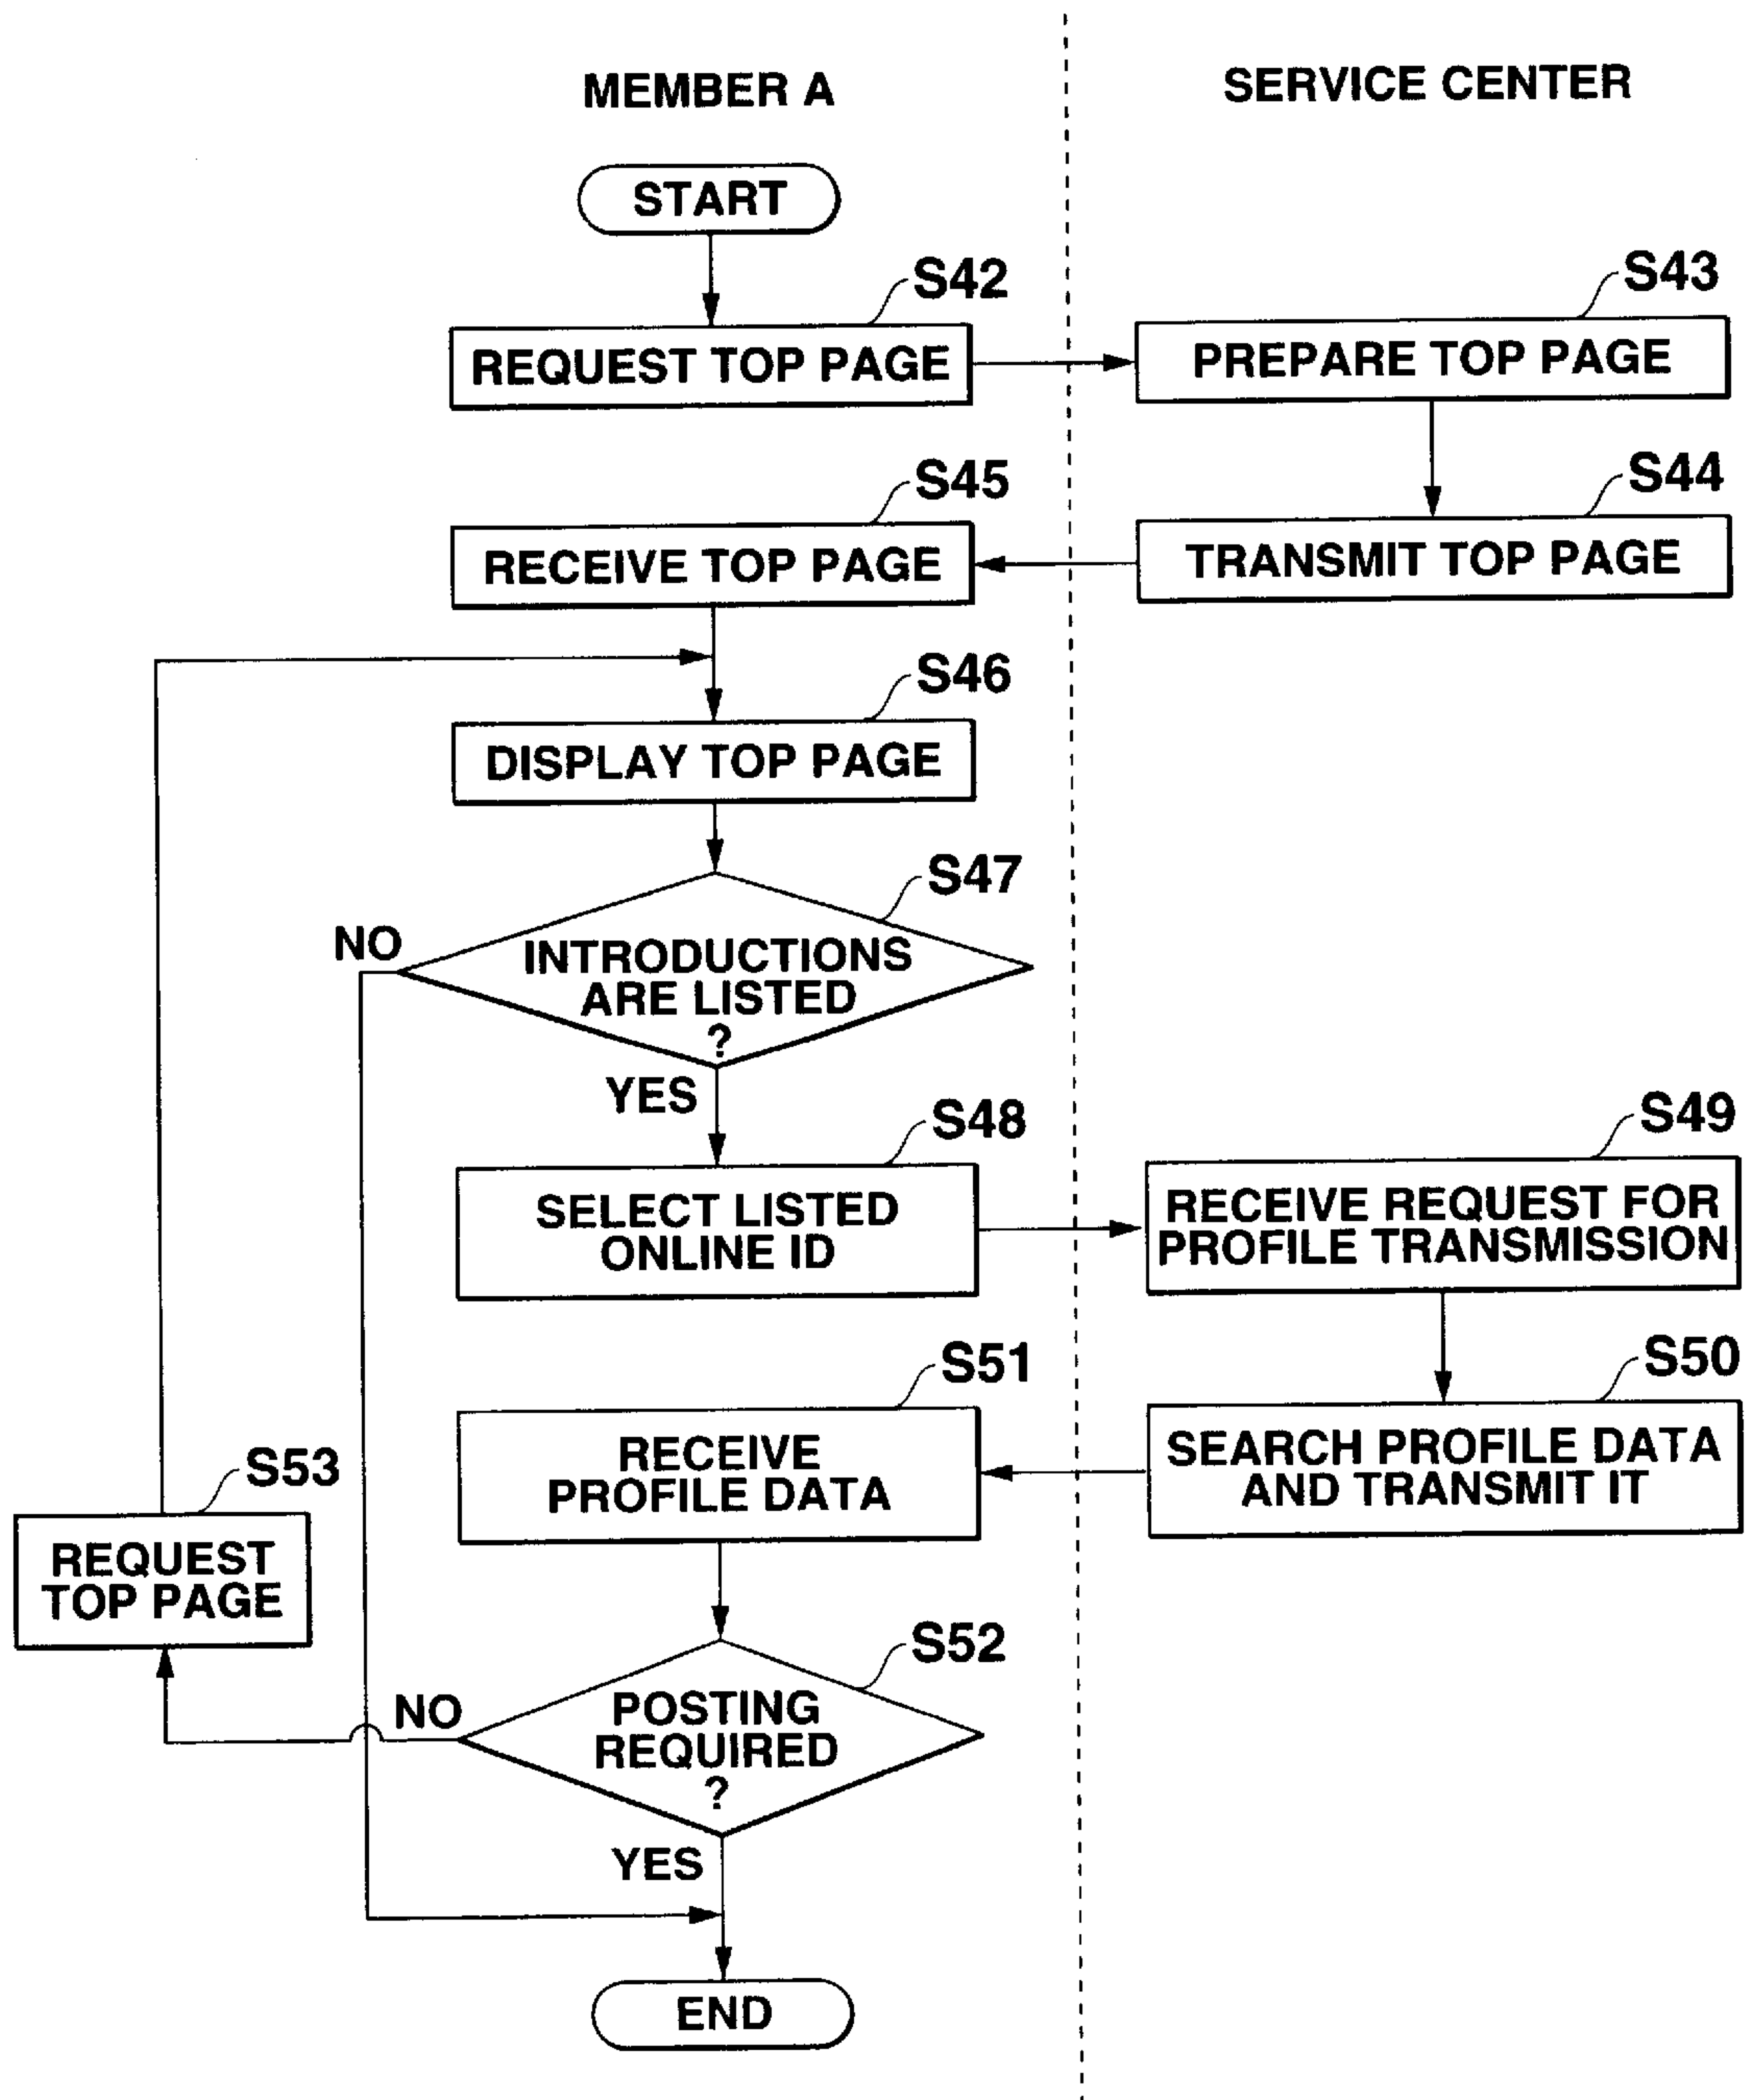 MEMBER A
SERVICE CENTER
START
S42
REQUEST TOP PAGE
S43
PREPARE TOP PAGE
S44
TRANSMIT TOP PAGE
S45
RECEIVE TOP PAGE
S46
DISPLAY TOP PAGE
S47
INTRODUCTIONS
ARE LISTED
?
NO
YES
S48
SELECT LISTED
ONLINE ID
S49
RECEIVE REQUEST FOR
PROFILE TRANSMISSION
S50
SEARCH PROFILE DATA
AND TRANSMIT IT
S51
RECEIVE
PROFILE DATA
S52
POSTING
REQUIRED
?
NO
S53
REQUEST
TOP PAGE
YES
END